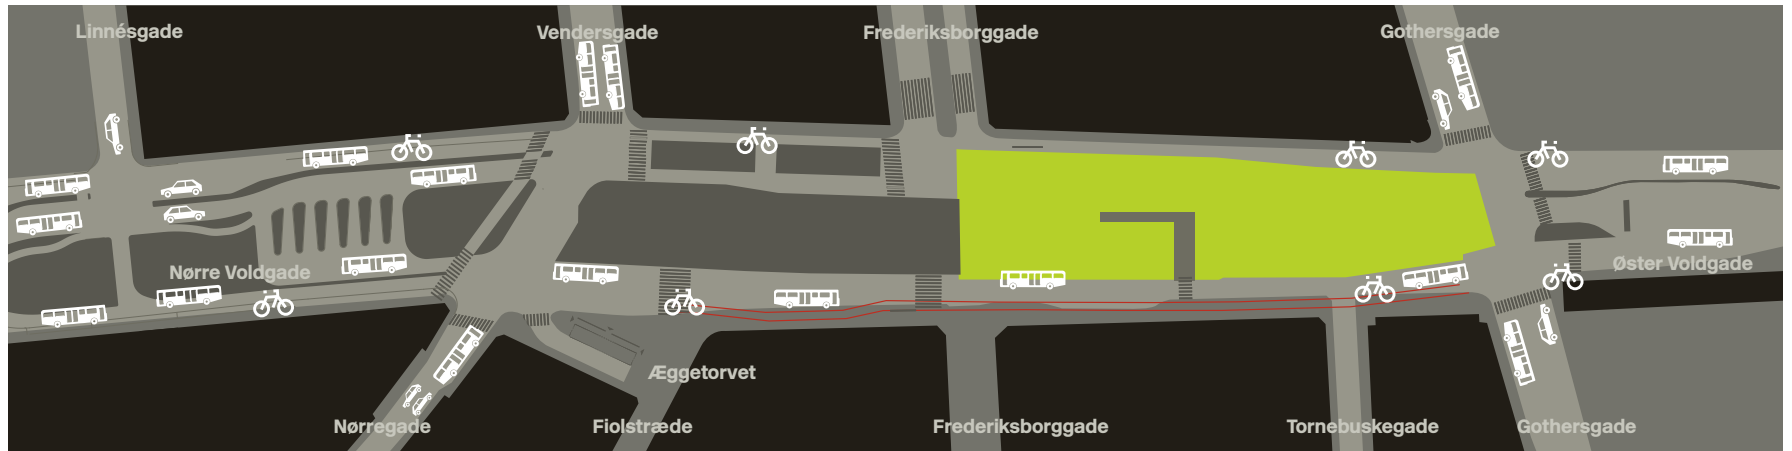 Linnésgade
Vendersgade
Frederiksborggade
Gothersgade
Nørre Voldgade
Øster Voldgade
Æggetorvet
Nørregade
Fiolstræde
Frederiksborggade
Tornebuskegade
Gothersgade